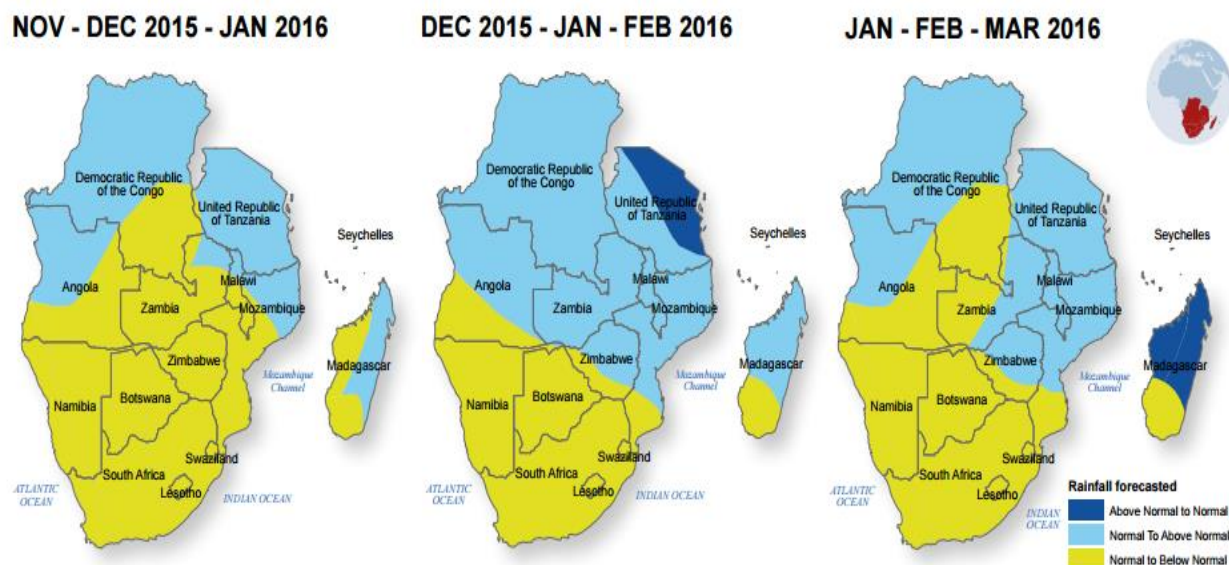 NOV - DEC 2015 - JAN 2016
DEC 2015 - JAN - FEB 2016
JAN - FEB - MAR 2016
Democratic Republic
of the Congo
United Republic
of Tanzania
Seychelles
Angola
Malawi
Zambia
Mozambique
Zimbabwe
Madagascar
Mozambique
Channel
Namibia
Botswana
Swaziland
South Africa
Lesotho
ATLANTIC
OCEAN
INDIAN OCEAN
Democratic Republic
of the Congo
United Republic
of Tanzania
Seychelles
Angola
Malawi
Zambia
Mozambique
Zimbabwe
Madagascar
Mozambique
Channel
Namibia
Botswana
Swaziland
South Africa
Lesotho
ATLANTIC
OCEAN
INDIAN OCEAN
Democratic Republic
of the Congo
United Republic
of Tanzania
Seychelles
Angola
Malawi
Zambia
Mozambique
Zimbabwe
Madagascar
Mozambique
Channel
Namibia
Botswana
Swaziland
South Africa
Lesotho
ATLANTIC
OCEAN
INDIAN
OCEAN
Rainfall forecasted
Above Normal to Normal
Normal To Above Normal
Normal to Below Normal